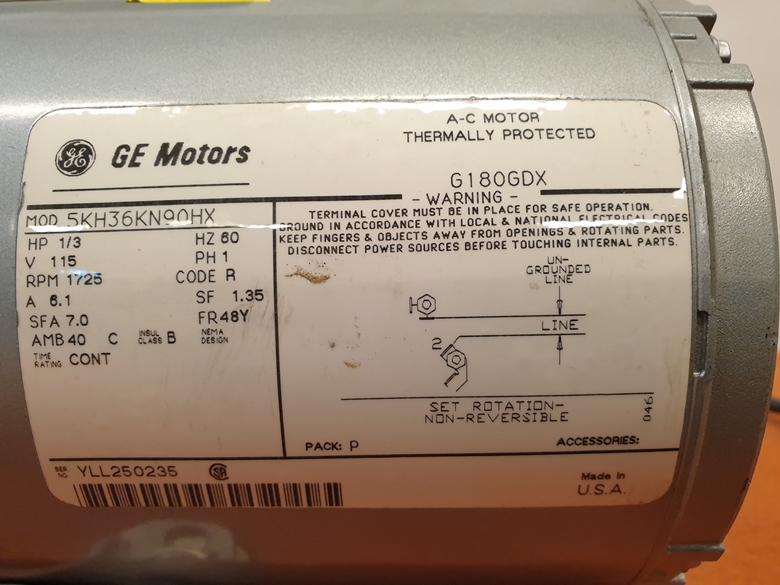 GE GE Motors
A-C MOTOR
THERMALLY PROTECTED
G180GDX
MOD. 5KH36KN90HX
HP 1/3 HZ 60
V 115 PH 1
RPM 1725 CODE R
A 6.1 SF 1.35
SFA 7.0 FR 48Y
AMB 40 C INSUL CLASS B NEMA DESIGN
TIME RATING CONT
- WARNING -
TERMINAL COVER MUST BE IN PLACE FOR SAFE OPERATION.
GROUND IN ACCORDANCE WITH LOCAL & NATIONAL ELECTRICAL CODES
KEEP FINGERS & OBJECTS AWAY FROM OPENINGS & ROTATING PARTS.
DISCONNECT POWER SOURCES BEFORE TOUCHING INTERNAL PARTS.
UN-
GROUNDED
LINE
LINE
2
SET ROTATION-
NON-REVERSIBLE
046
PACK: P ACCESSORIES:
SER NO YLL250235 SA
Made in
U.S.A.